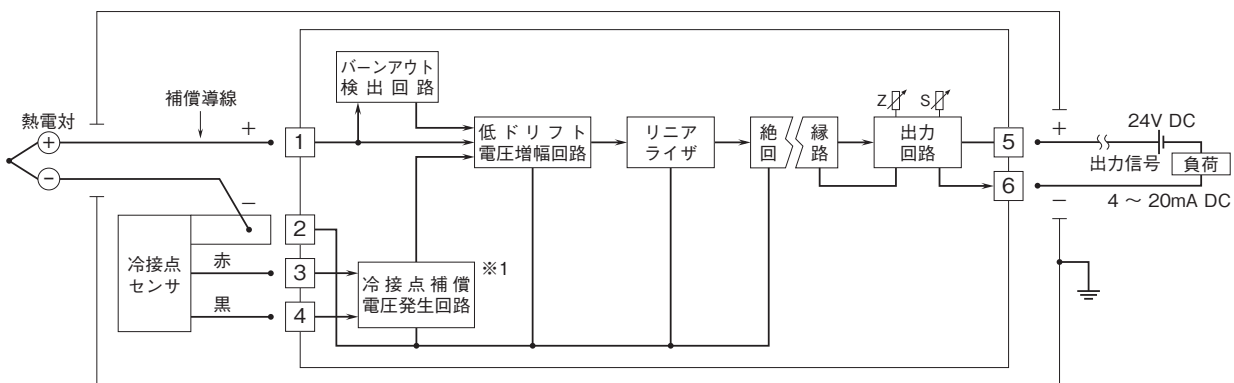 バーンアウト
検出回路
補償導線
熱電対
+
−
+
−
1
2
3
4
冷接点
センサ
赤
黒
低ドリフト
電圧増幅回路
リニア
ライザ
絶 縁
回 路
Z
S
出力
回路
冷接点補償
電圧発生回路
※1
5
6
+
−
24V DC
出力信号
負荷
4 ～ 20mA DC